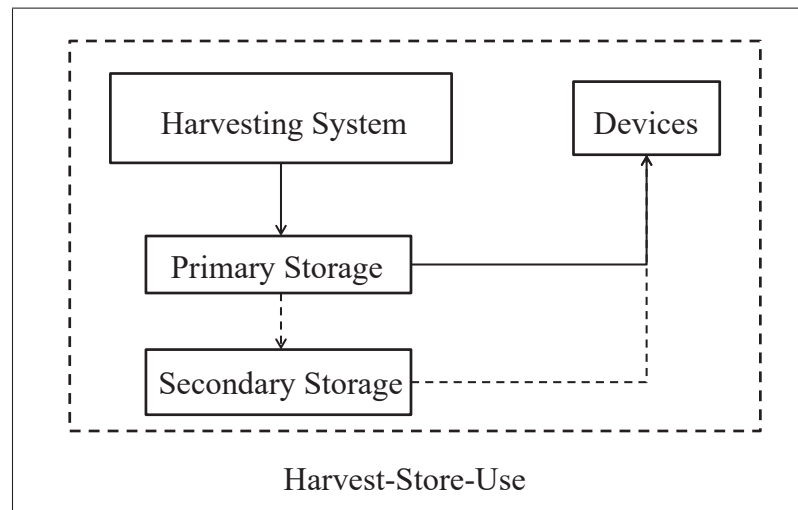 Harvesting System
Devices
Primary Storage
Secondary Storage
Harvest-Store-Use